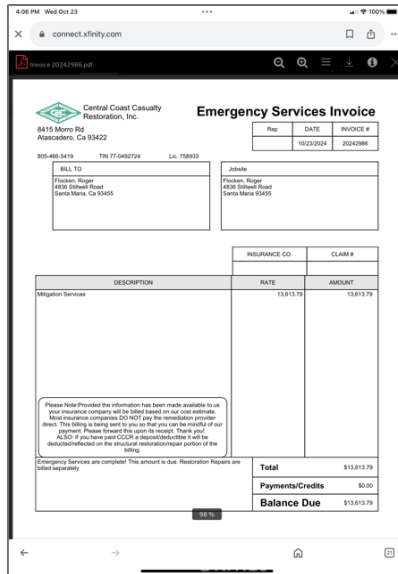 4:06 PM Wed Oct 23
100%
connect.xfinity.com
Invoice 20242986.pdf
Central Coast Casualty
Restoration, Inc.
Emergency Services Invoice
8415 Morro Rd
Atascadero, Ca 93422
Rep DATE INVOICE #
10/23/2024 20242986
805-466-5419 TIN 77-0492724 Lic. 758933
BILL TO
Flocken, Roger
4836 Stillwell Road
Santa Maria, Ca 93455
Jobsite
Flocken, Roger
4836 Stillwell Road
Santa Maria 93455
INSURANCE CO. CLAIM #
DESCRIPTION RATE AMOUNT
Mitigation Services 13,613.79 13,613.79
Please Note:Provided the information has been made available to us
your insurance company will be billed based on our cost estimate.
Most insurance companies DO NOT pay the remediation provider
direct. This billing is being sent to you so that you can be mindful of our
payment. Please forward this upon its receipt. Thank you!
ALSO: If you have paid CCCR a deposit/deductible it will be
deducted/reflected on the structural restoration/repair portion of the
billing.
Emergency Services are complete! This amount is due. Restoration Repairs are
billed separately
Total $13,613.79
Payments/Credits $0.00
Balance Due $13,613.79
98 %
21